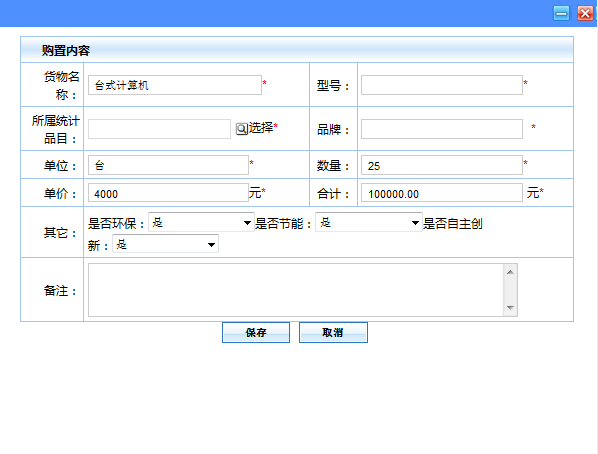 购置内容
货物名称： 台式计算机 * 型号： *
所属统计品目： 选择* 品牌： *
单位： 台 * 数量： 25 *
单价： 4000 元* 合计： 100000.00 元*
其它： 是否环保： 是 是否节能： 是 是否自主创
新： 是
备注：
保存 取消